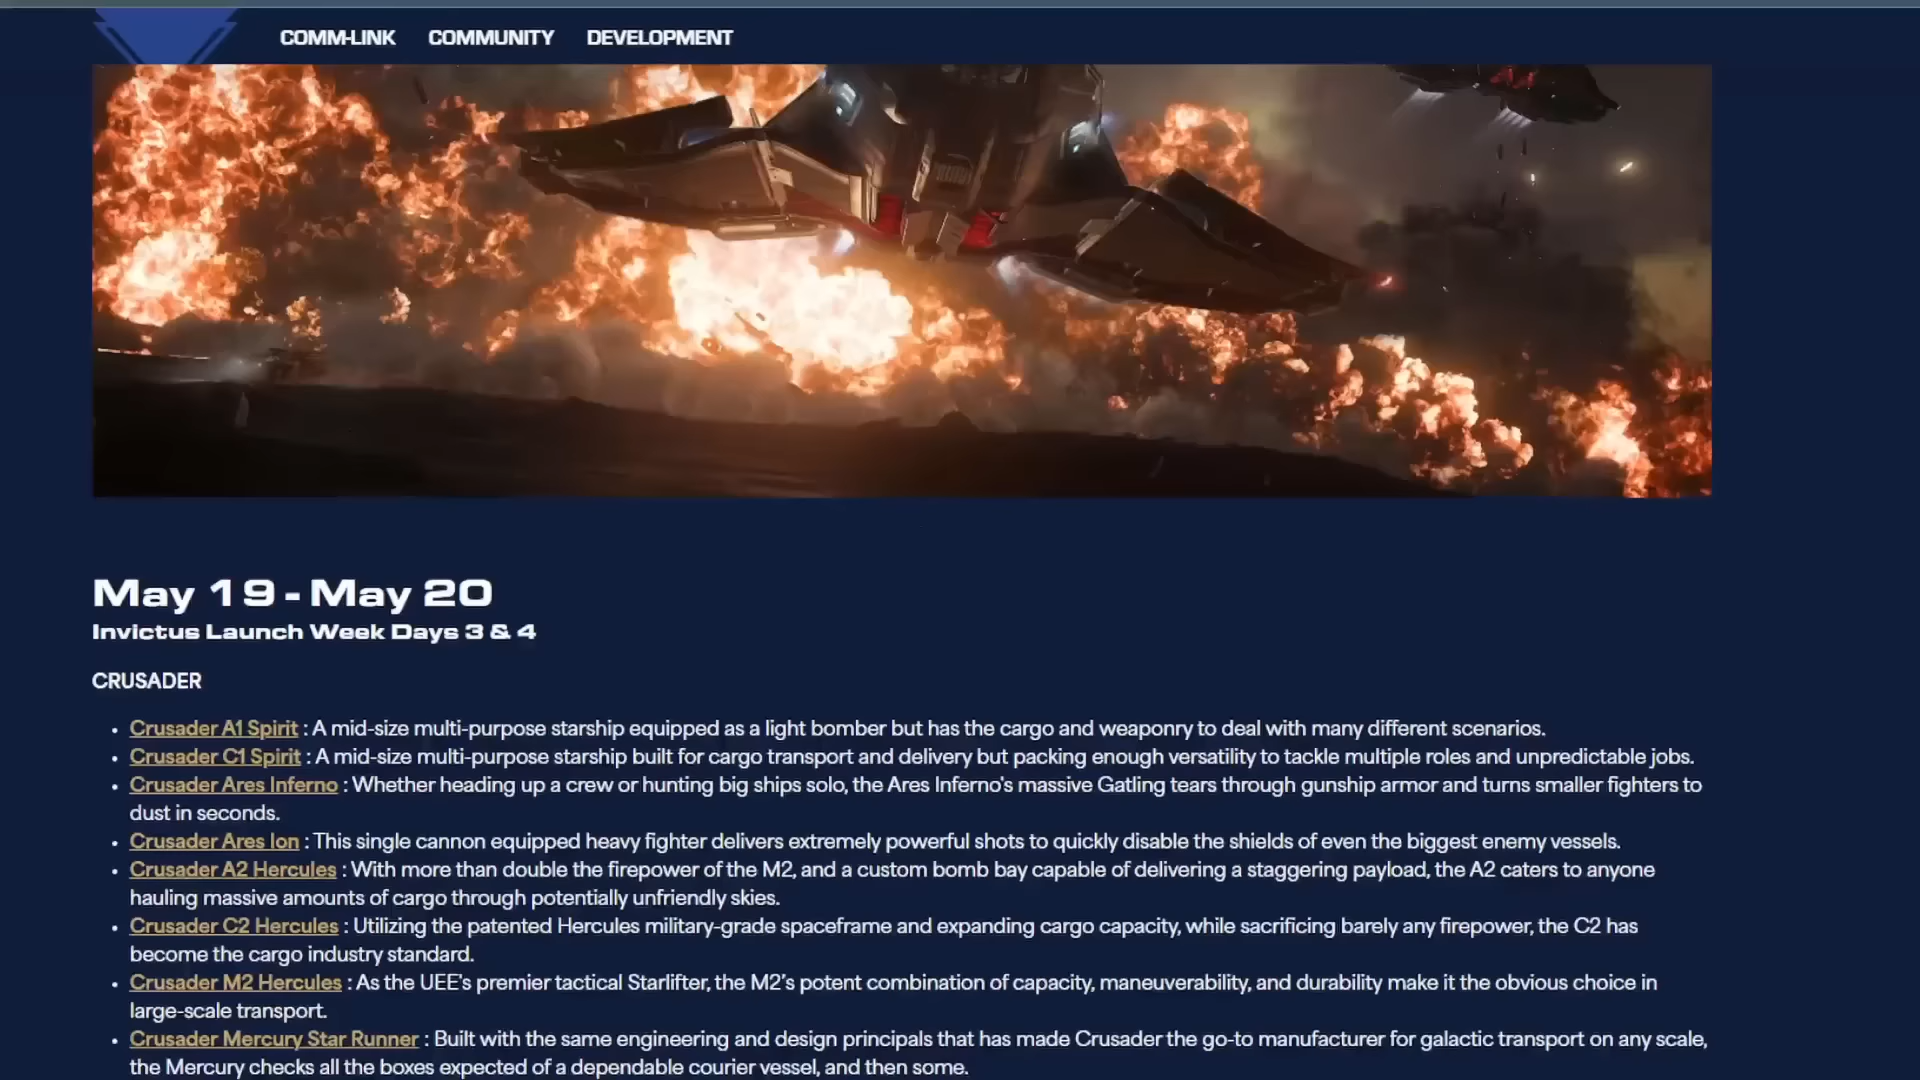 COMM-LINK COMMUNITY DEVELOPMENT
May 19 - May 20
Invictus Launch Week Days 3 & 4
CRUSADER
• Crusader A1 Spirit : A mid-size multi-purpose starship equipped as a light bomber but has the cargo and weaponry to deal with many different scenarios.
• Crusader C1 Spirit : A mid-size multi-purpose starship built for cargo transport and delivery but packing enough versatility to tackle multiple roles and unpredictable jobs.
• Crusader Ares Inferno : Whether heading up a crew or hunting big ships solo, the Ares Inferno's massive Gatling tears through gunship armor and turns smaller fighters to
dust in seconds.
• Crusader Ares Ion : This single cannon equipped heavy fighter delivers extremely powerful shots to quickly disable the shields of even the biggest enemy vessels.
• Crusader A2 Hercules : With more than double the firepower of the M2, and a custom bomb bay capable of delivering a staggering payload, the A2 caters to anyone
hauling massive amounts of cargo through potentially unfriendly skies.
• Crusader C2 Hercules : Utilizing the patented Hercules military-grade spaceframe and expanding cargo capacity, while sacrificing barely any firepower, the C2 has
become the cargo industry standard.
• Crusader M2 Hercules : As the UEE's premier tactical Starlifter, the M2's potent combination of capacity, maneuverability, and durability make it the obvious choice in
large-scale transport.
• Crusader Mercury Star Runner : Built with the same engineering and design principals that has made Crusader the go-to manufacturer for galactic transport on any scale,
the Mercury checks all the boxes expected of a dependable courier vessel, and then some.